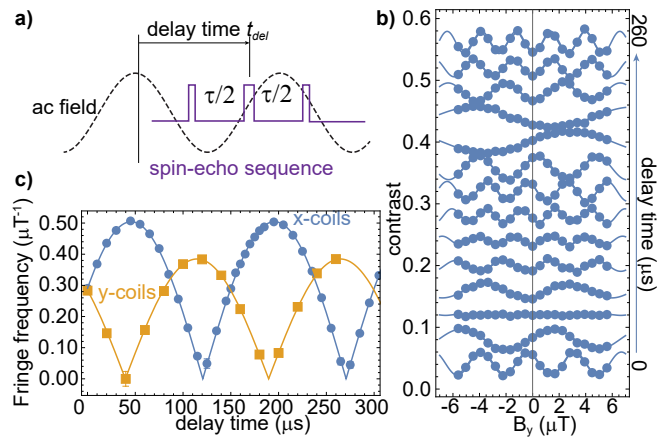 a)
delay time t_del
ac field
τ/2
τ/2
spin-echo sequence
c)
x-coils
y-coils
Fringe frequency (μT⁻¹)
0.50
0.40
0.30
0.20
0.10
0.00
0
50
100
150
200
250
300
delay time (μs)
b)
contrast
0.6
0.5
0.4
0.3
0.2
0.1
0.0
-6
-4
-2
0
2
4
6
B_y (μT)
260
delay time (μs)
0